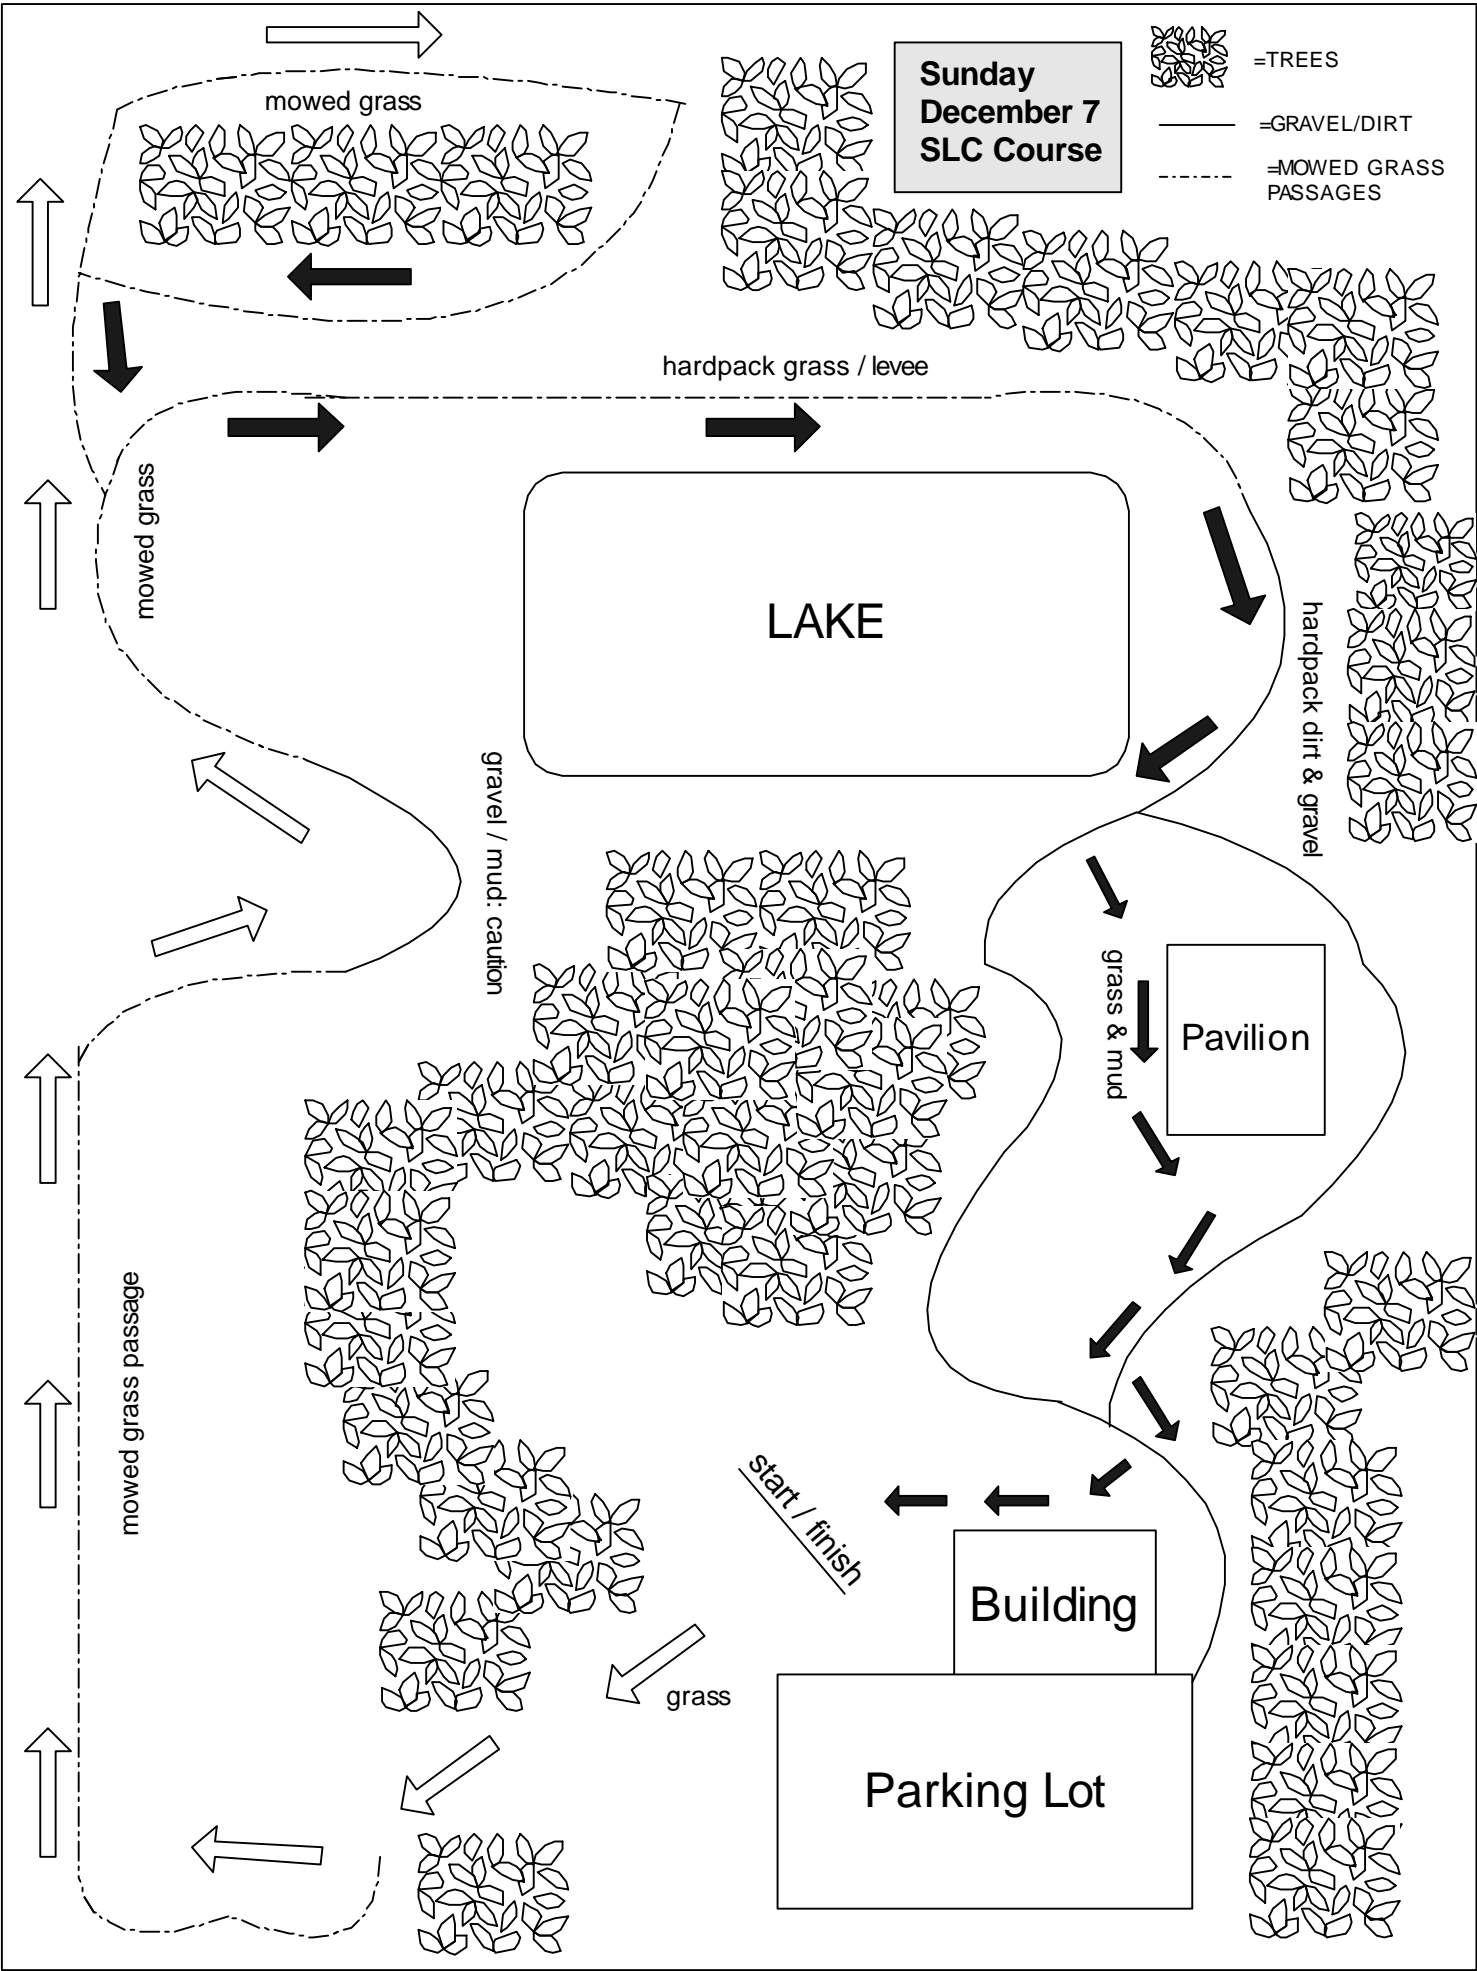 mowed grass
Sunday
December 7
SLC Course
=TREES
=GRAVEL/DIRT
=MOWED GRASS
PASSAGES
hardpack grass / levee
mowed grass
LAKE
hardpack dirt & gravel
gravel / mud: caution
grass & mud
Pavilion
mowed grass passage
start / finish
Building
grass
Parking Lot